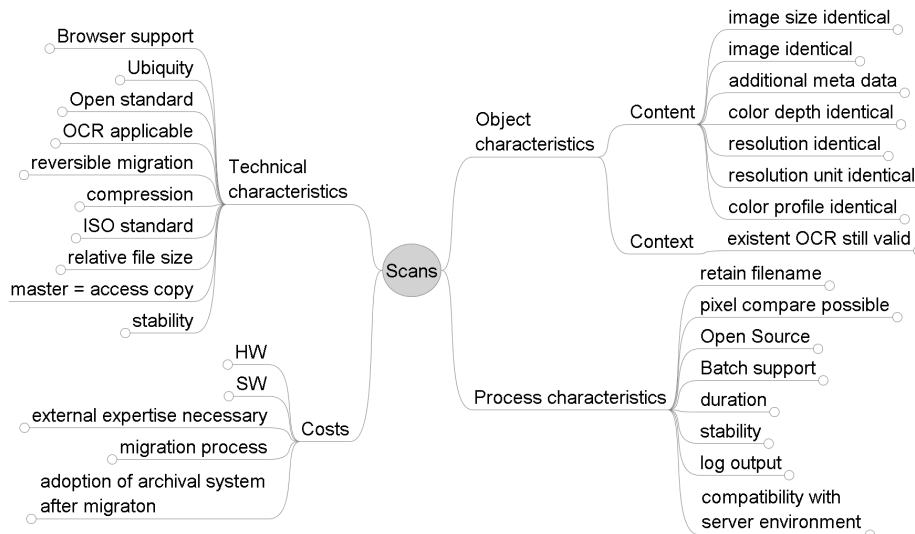 Scans
Technical
characteristics
Browser support
Ubiquity
Open standard
OCR applicable
reversible migration
compression
ISO standard
relative file size
master = access copy
stability
Costs
HW
SW
external expertise necessary
migration process
adoption of archival system
after migraton
Object
characteristics
Content
image size identical
image identical
additional meta data
color depth identical
resolution identical
resolution unit identical
color profile identical
Context
existent OCR still valid
Process characteristics
retain filename
pixel compare possible
Open Source
Batch support
duration
stability
log output
compatibility with
server environment